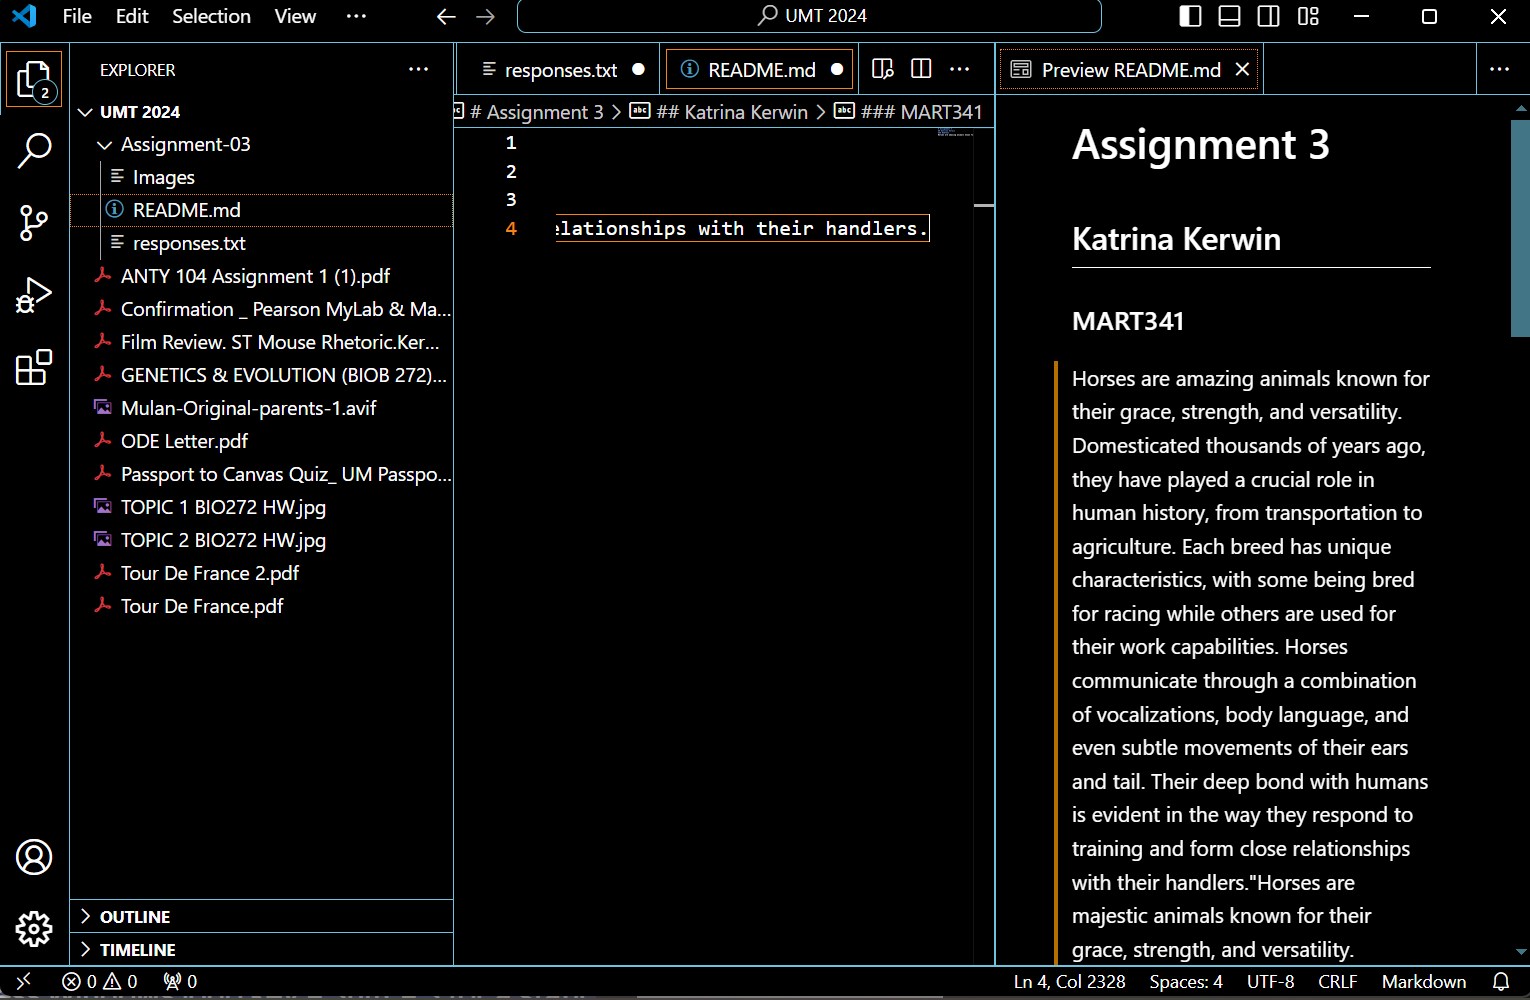 File Edit Selection View ··· UMT 2024
EXPLORER ···
UMT 2024
Assignment-03
Images
README.md
responses.txt
ANTY 104 Assignment 1 (1).pdf
Confirmation _ Pearson MyLab & Ma...
Film Review. ST Mouse Rhetoric.Ker...
GENETICS & EVOLUTION (BIOB 272)...
Mulan-Original-parents-1.avif
ODE Letter.pdf
Passport to Canvas Quiz_ UM Passpo...
TOPIC 1 BIO272 HW.jpg
TOPIC 2 BIO272 HW.jpg
Tour De France 2.pdf
Tour De France.pdf
OUTLINE
TIMELINE
2
responses.txt README.md ···
# Assignment 3 > abc ## Katrina Kerwin > abc ### MART341
1
2
3
4 elationships with their handlers.
Preview README.md ···
Assignment 3
Katrina Kerwin
MART341
Horses are amazing animals known for
their grace, strength, and versatility.
Domesticated thousands of years ago,
they have played a crucial role in
human history, from transportation to
agriculture. Each breed has unique
characteristics, with some being bred
for racing while others are used for
their work capabilities. Horses
communicate through a combination
of vocalizations, body language, and
even subtle movements of their ears
and tail. Their deep bond with humans
is evident in the way they respond to
training and form close relationships
with their handlers."Horses are
majestic animals known for their
grace, strength, and versatility.
0 0 0 Ln 4, Col 2328 Spaces: 4 UTF-8 CRLF Markdown